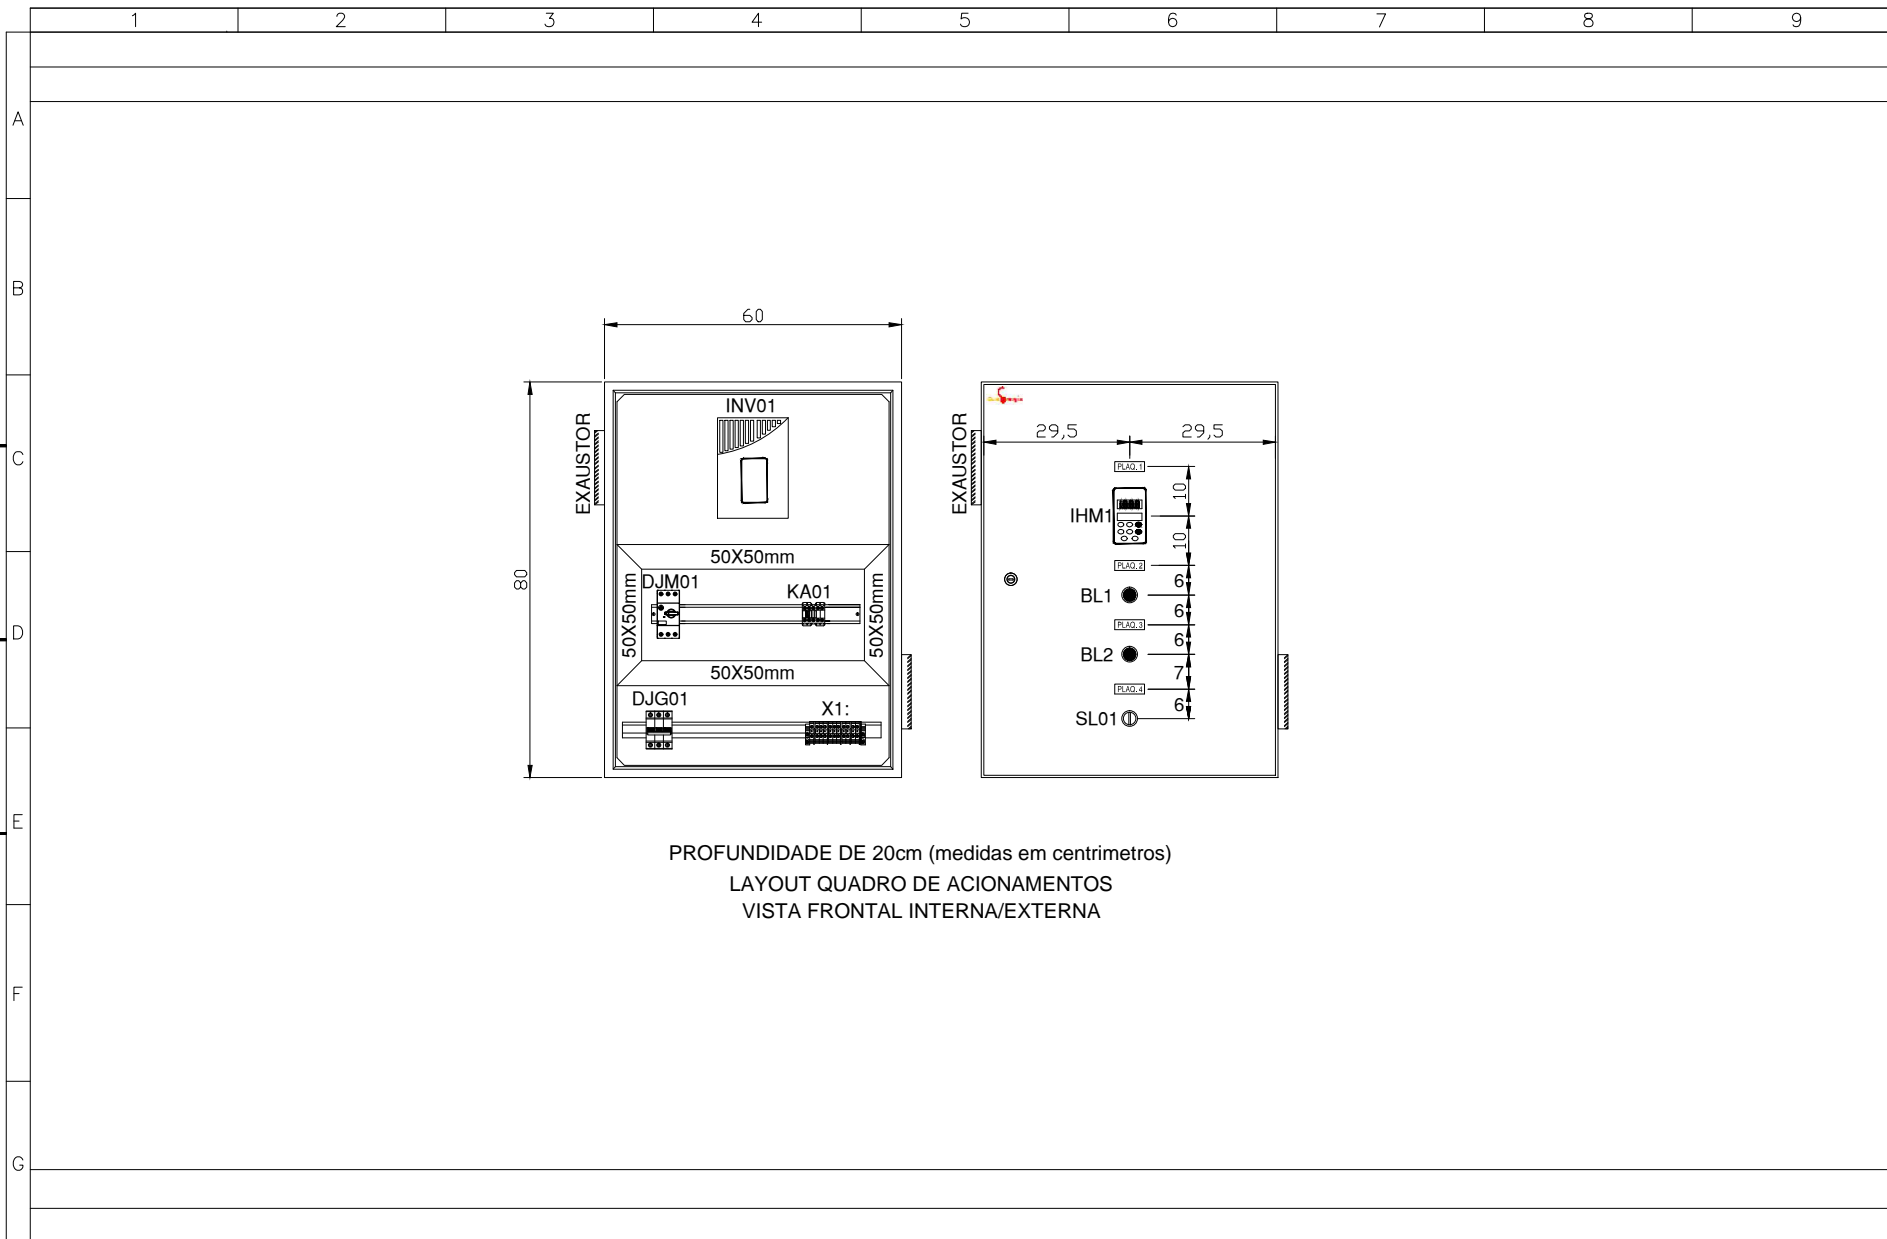 1 2 3 4 5 6 7 8 9
A
B
C
D
E
F
G
60
80
EXAUSTOR
INV01
50X50mm
50X50mm
50X50mm
DJM01
KA01
50X50mm
DJG01
X1:
EXAUSTOR
29,5 29,5
PLAQ.1
10
IHM1
10
PLAQ.2
6
BL1
6
PLAQ.3
6
BL2
7
PLAQ.4
6
SL01
PROFUNDIDADE DE 20cm (medidas em centrimetros)
LAYOUT QUADRO DE ACIONAMENTOS
VISTA FRONTAL INTERNA/EXTERNA